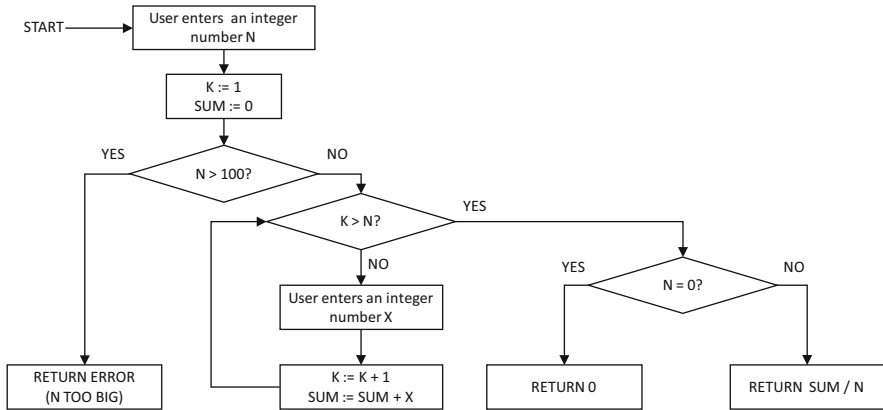 START
User enters an integer
number N
K := 1
SUM := 0
YES
N > 100?
NO
K > N?
YES
NO
User enters an integer
number X
K := K + 1
SUM := SUM + X
YES
N = 0?
NO
RETURN ERROR
(N TOO BIG)
RETURN 0
RETURN SUM / N